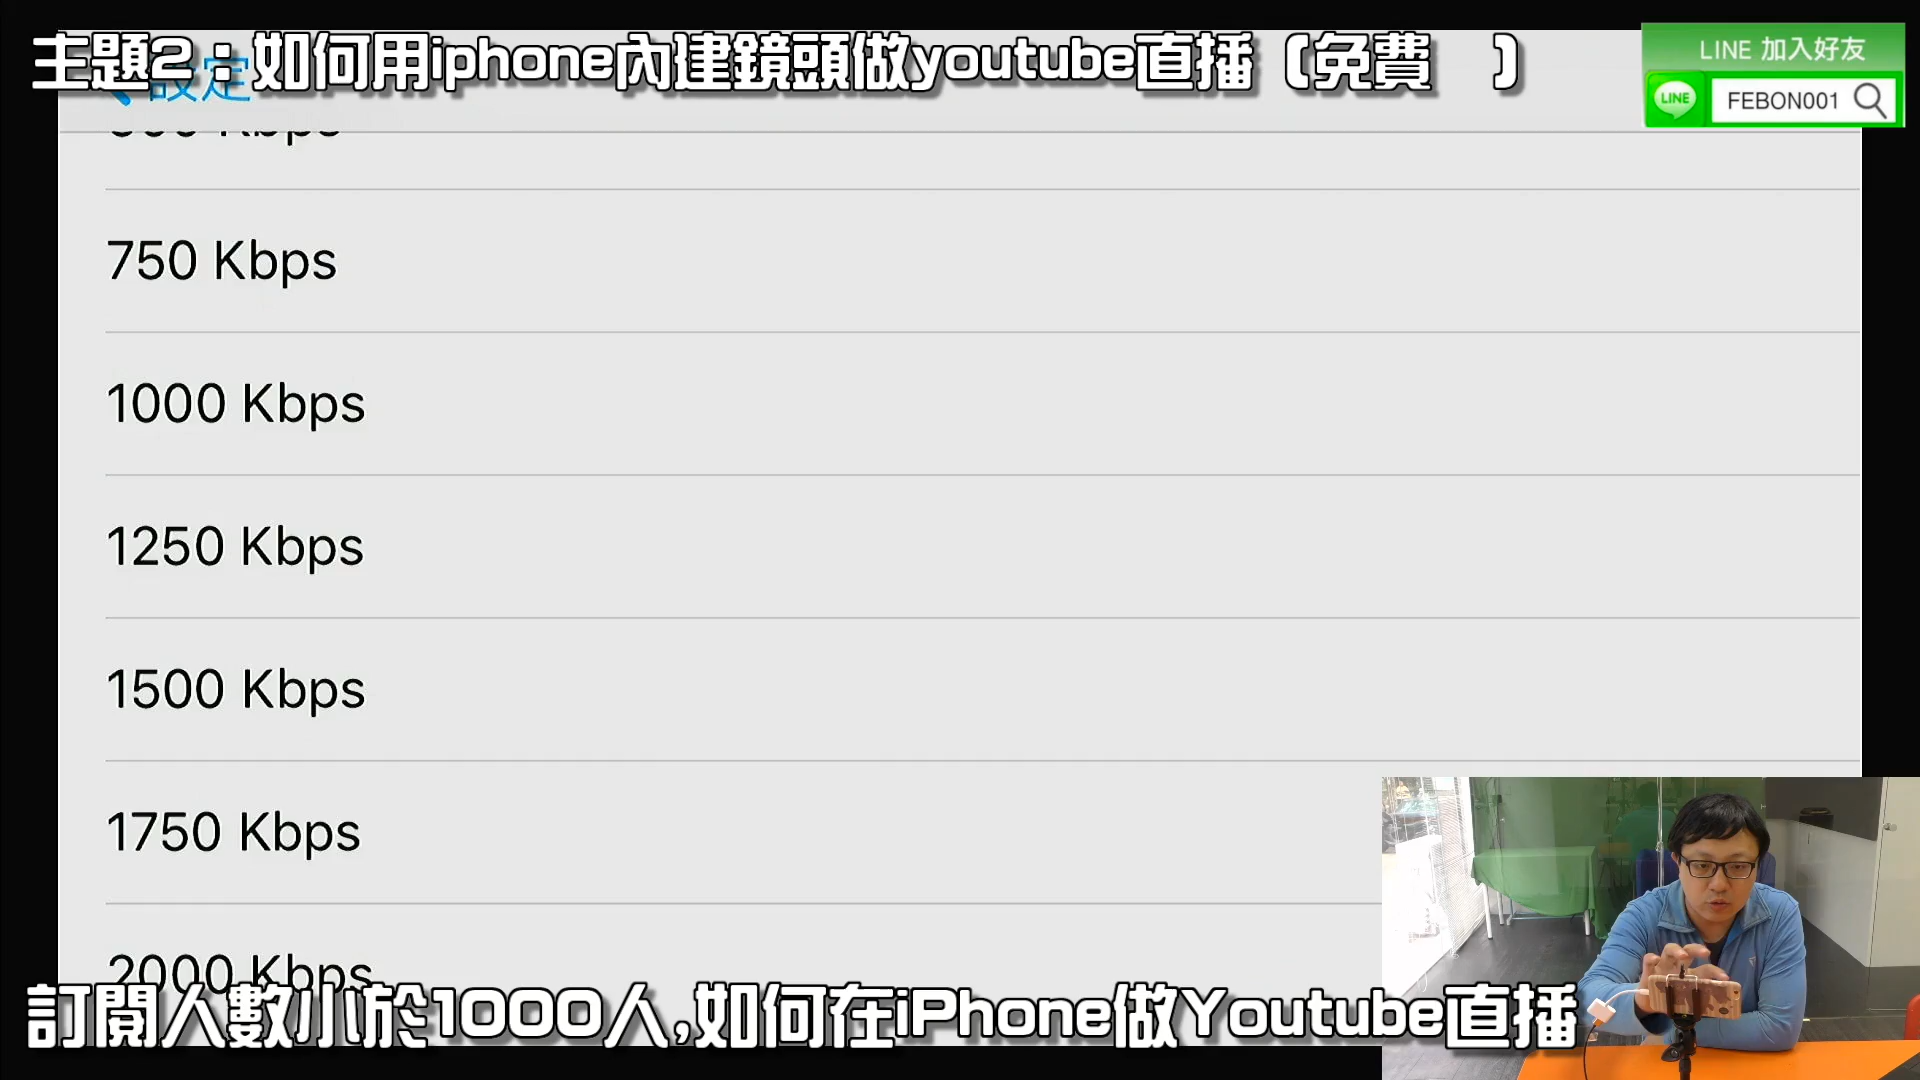 主題2：如何用iphone內建鏡頭做youtube直播（免費　）
設定
LINE 加入好友
LINE
FEBON001
750 Kbps
1000 Kbps
1250 Kbps
1500 Kbps
1750 Kbps
2000 Kbps
訂閱人數小於1000人,如何在iPhone做Youtube直播